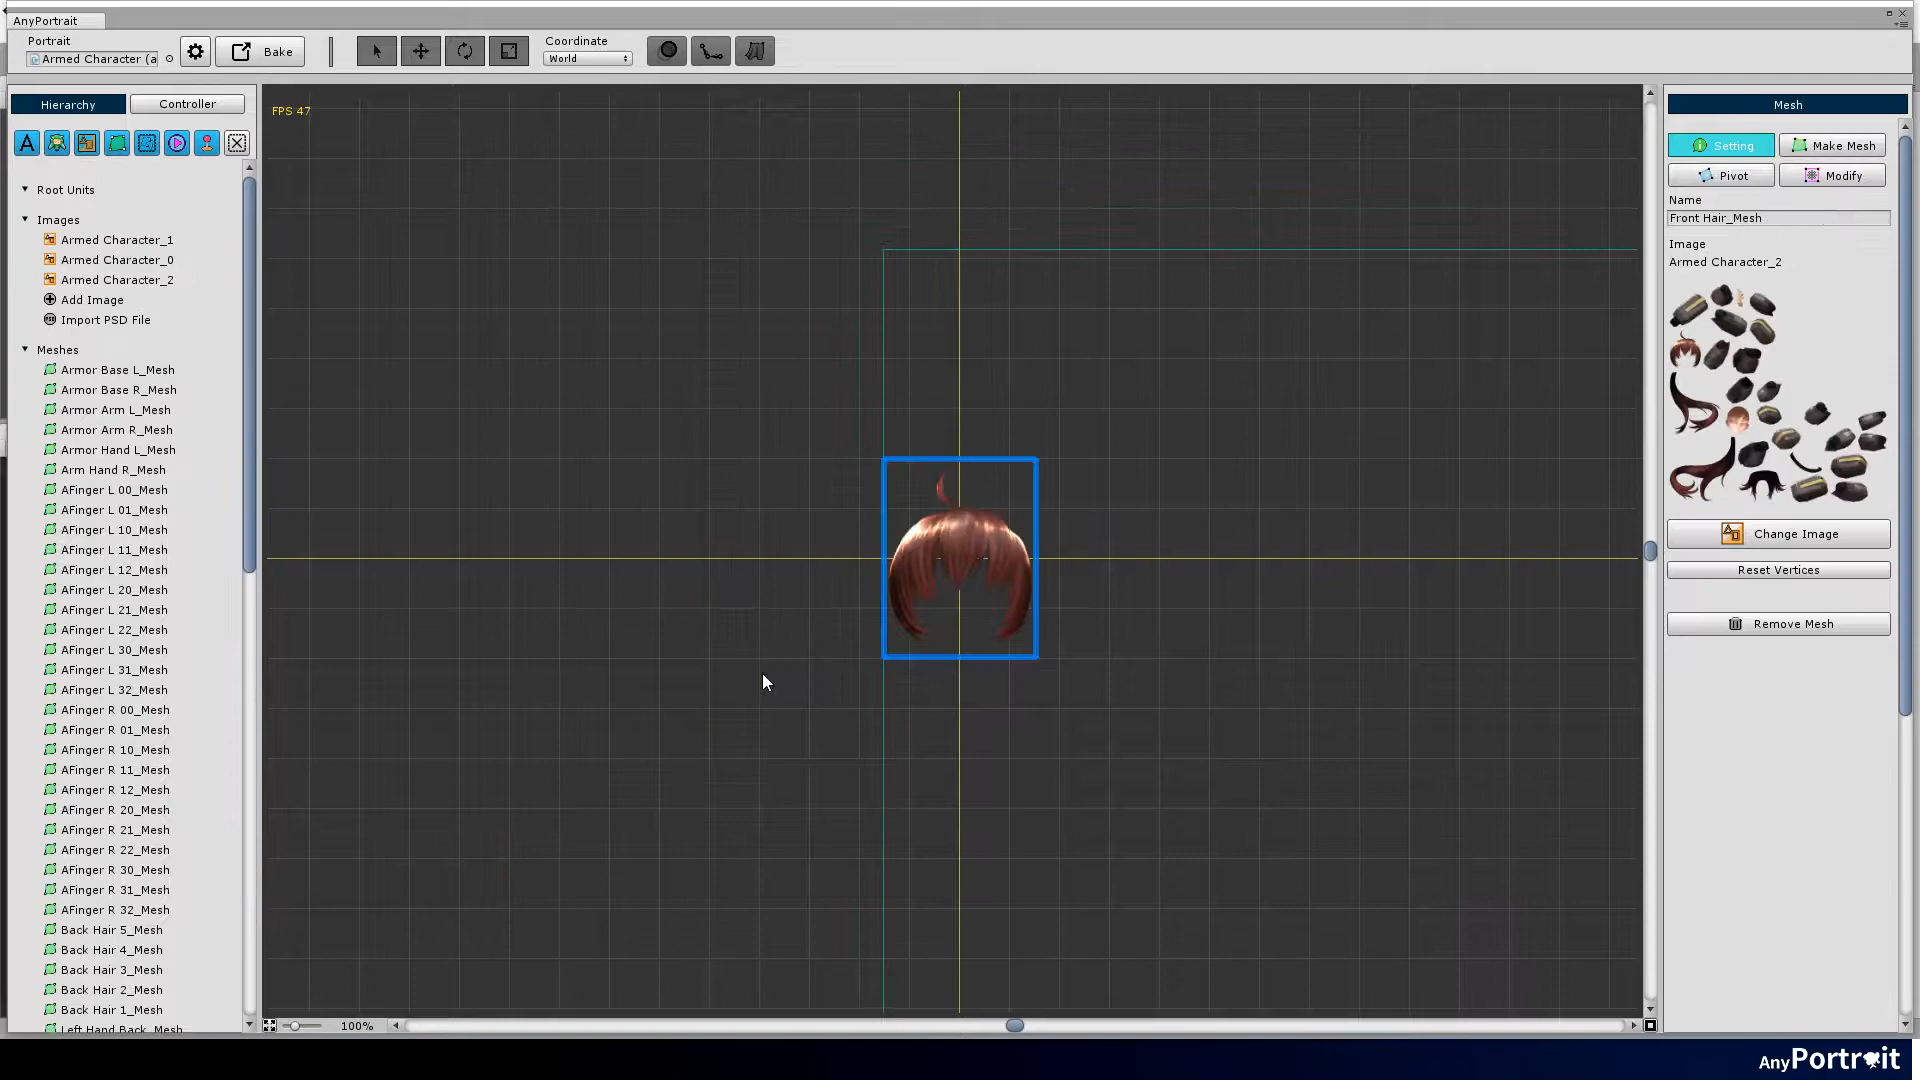 AnyPortrait
Portrait
Armed Character (a
Bake
Coordinate
World
Hierarchy
Controller
A
Root Units
Images
Armed Character_1
Armed Character_0
Armed Character_2
Add Image
Import PSD File
Meshes
Armor Base L_Mesh
Armor Base R_Mesh
Armor Arm L_Mesh
Armor Arm R_Mesh
Armor Hand L_Mesh
Arm Hand R_Mesh
AFinger L 00_Mesh
AFinger L 01_Mesh
AFinger L 10_Mesh
AFinger L 11_Mesh
AFinger L 12_Mesh
AFinger L 20_Mesh
AFinger L 21_Mesh
AFinger L 22_Mesh
AFinger L 30_Mesh
AFinger L 31_Mesh
AFinger L 32_Mesh
AFinger R 00_Mesh
AFinger R 01_Mesh
AFinger R 10_Mesh
AFinger R 11_Mesh
AFinger R 12_Mesh
AFinger R 20_Mesh
AFinger R 21_Mesh
AFinger R 22_Mesh
AFinger R 30_Mesh
AFinger R 31_Mesh
AFinger R 32_Mesh
Back Hair 5_Mesh
Back Hair 4_Mesh
Back Hair 3_Mesh
Back Hair 2_Mesh
Back Hair 1_Mesh
Left Hand Back_Mesh
FPS 47
100%
Mesh
Setting
Make Mesh
Pivot
Modify
Name
Front Hair_Mesh
Image
Armed Character_2
Change Image
Reset Vertices
Remove Mesh
AnyPortrait